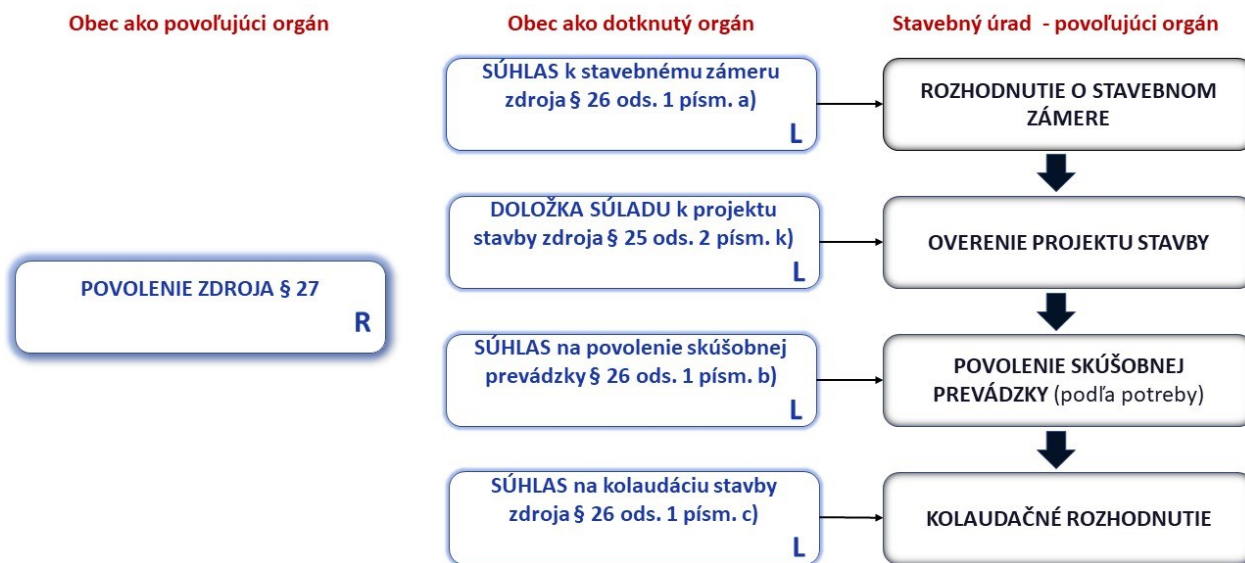 Obec ako povoľujúci orgán
Obec ako dotknutý orgán
Stavebný úrad - povoľujúci orgán
SÚHLAS k stavebnému zámeru
zdroja § 26 ods. 1 písm. a)
L
ROZHODNUTIE O STAVEBNOM
ZÁMERE
DOLOŽKA SÚLADU k projektu
stavby zdroja § 25 ods. 2 písm. k)
L
OVERENIE PROJEKTU STAVBY
POVOLENIE ZDROJA § 27
R
SÚHLAS na povolenie skúšobnej
prevádzky § 26 ods. 1 písm. b)
L
POVOLENIE SKÚŠOBNEJ
PREVÁDZKY (podľa potreby)
SÚHLAS na kolaudáciu stavby
zdroja § 26 ods. 1 písm. c)
L
KOLAUDAČNÉ ROZHODNUTIE